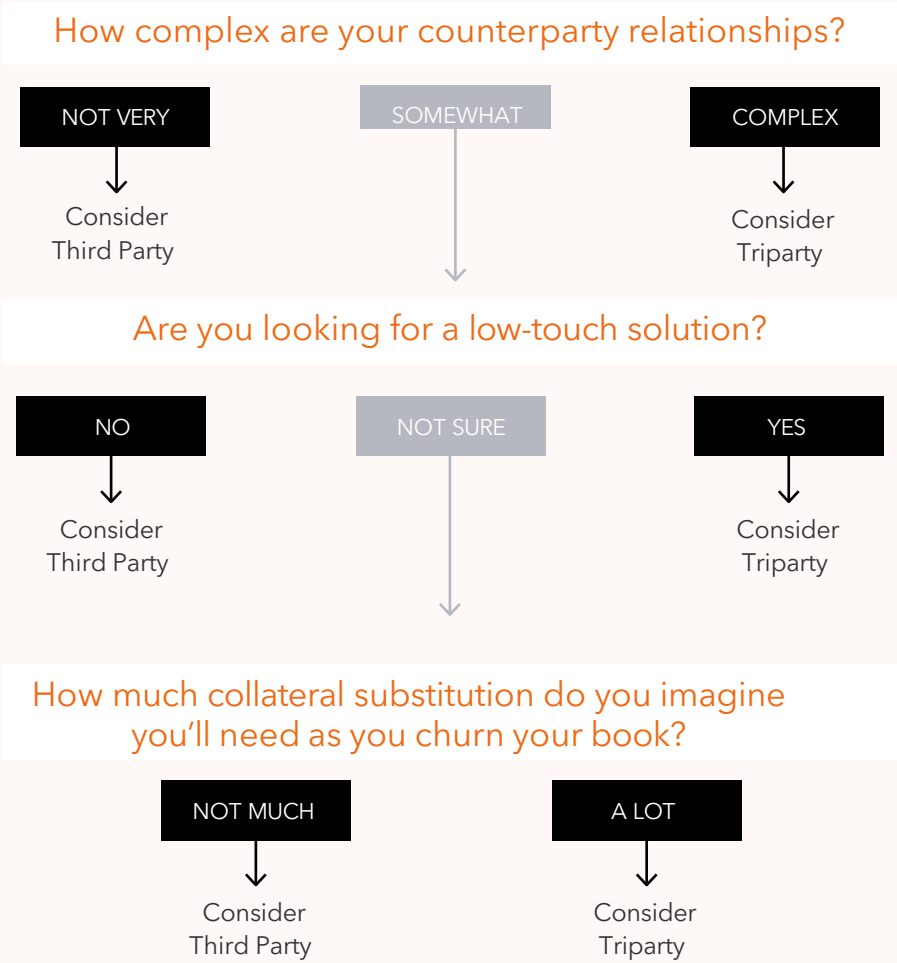 How complex are your counterparty relationships?
NOT VERY
SOMEWHAT
COMPLEX
Consider
Third Party
Consider
Triparty
Are you looking for a low-touch solution?
NO
NOT SURE
YES
Consider
Third Party
Consider
Triparty
How much collateral substitution do you imagine
you’ll need as you churn your book?
NOT MUCH
A LOT
Consider
Third Party
Consider
Triparty